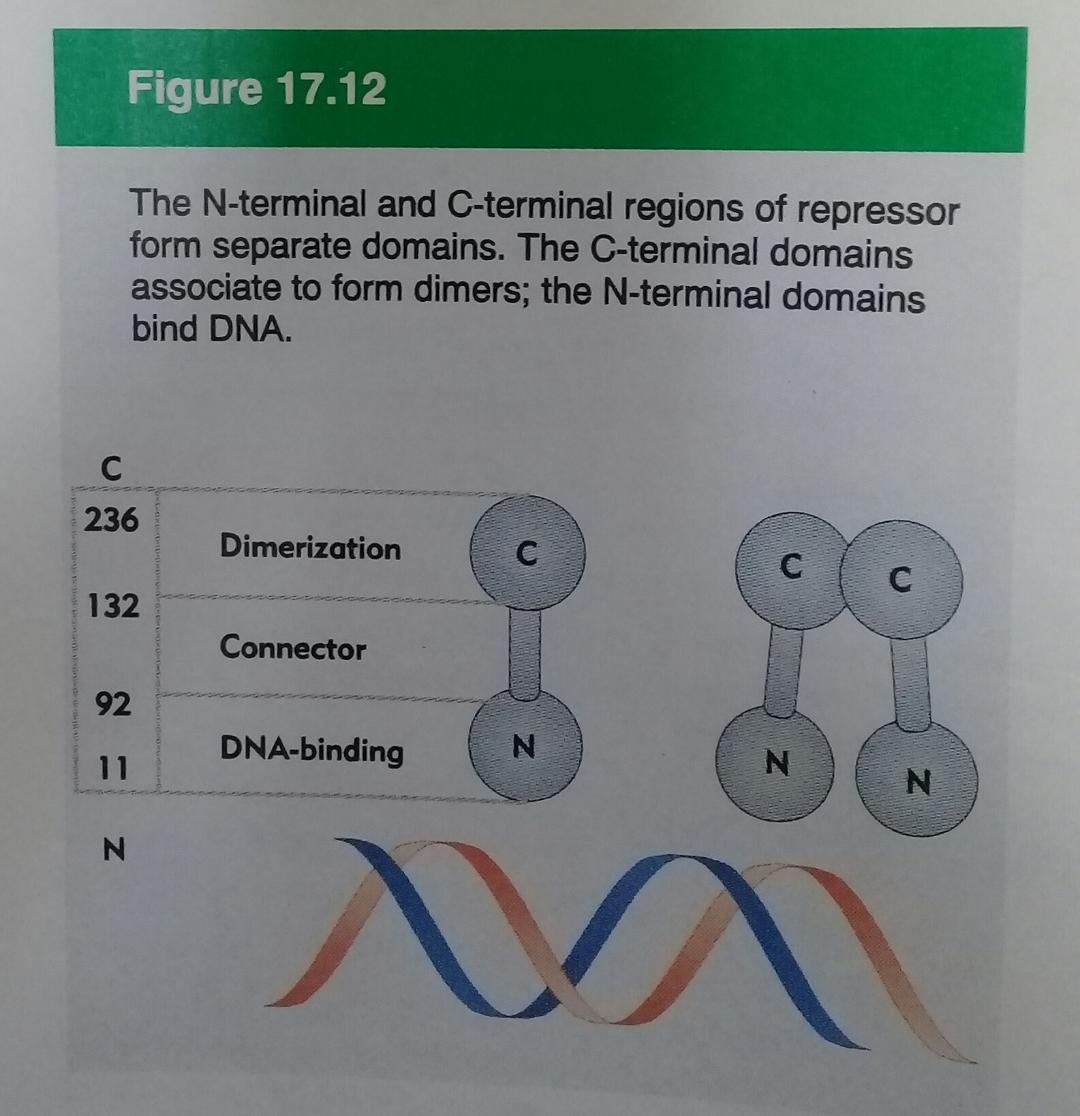 Figure 17.12
The N-terminal and C-terminal regions of repressor
form separate domains. The C-terminal domains
associate to form dimers; the N-terminal domains
bind DNA.
C
236
Dimerization
C
C
C
132
Connector
92
DNA-binding
N
N
N
11
N